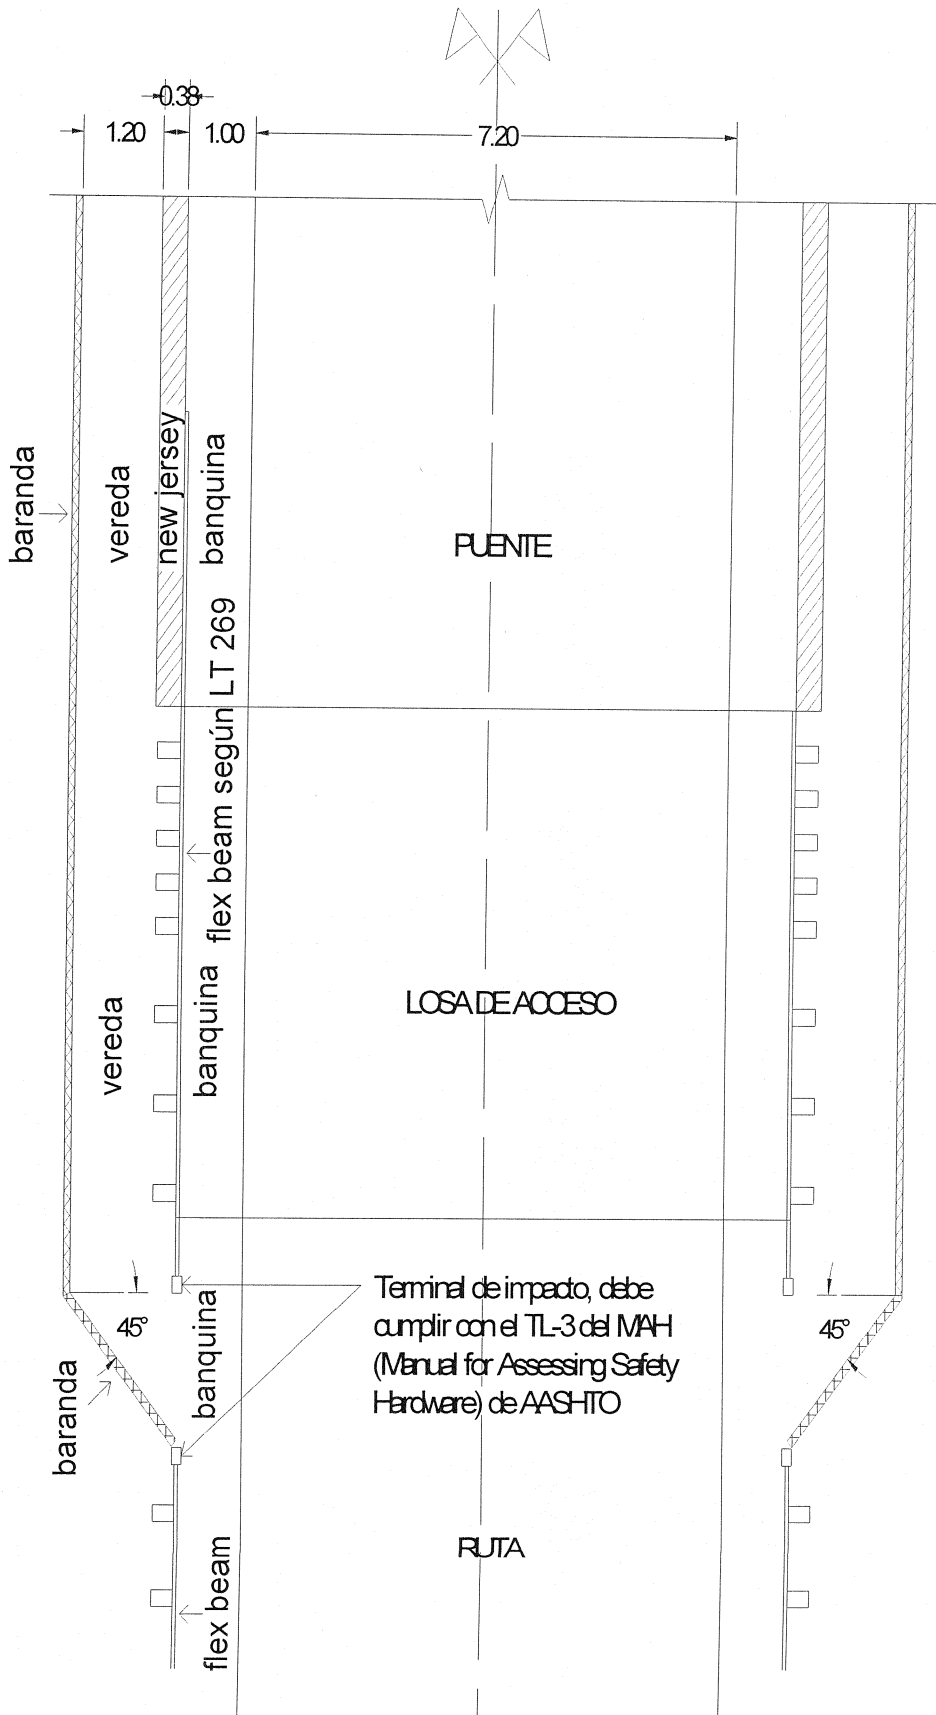 0.38
1.20
1.00
7.20
baranda
vereda
new jersey
banquina
PUENTE
flex beam según LT 269
vereda
banquina
LOSA DE ACCESO
Terminal de impacto, debe
cumplir con el TL-3 del MAH
(Manual for Assessing Safety
Hardware) de AASHTO
45°
45°
banquina
baranda
RUTA
flex beam